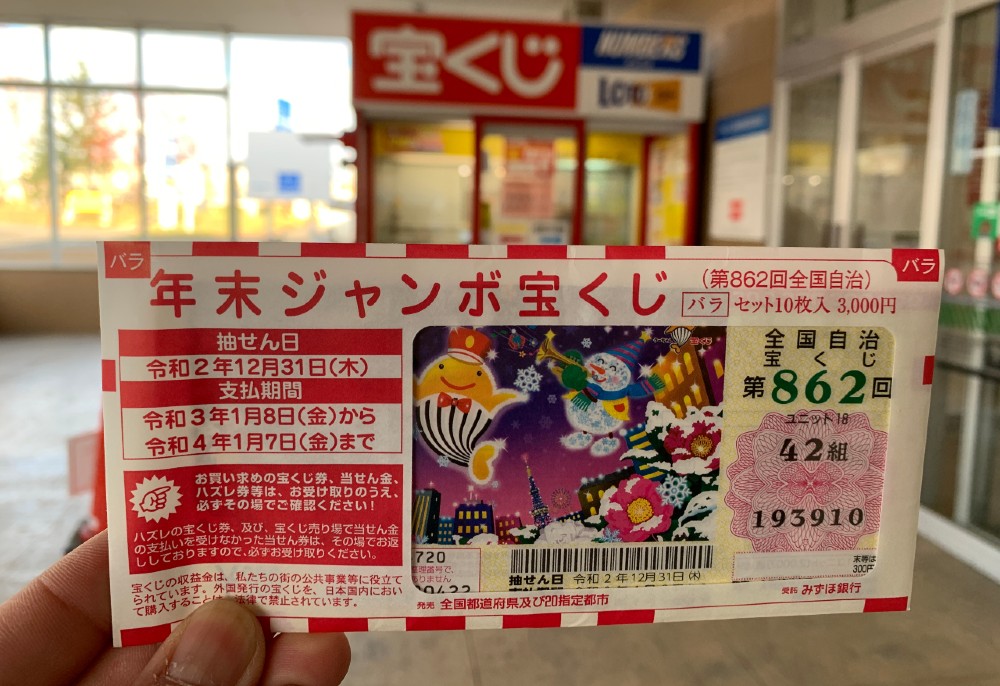 宝くじ
NUMBERS
LOTO
バラ
年末ジャンボ宝くじ
(第862回全国自治)
バラ セット10枚入 3,000円
バラ
抽せん日
令和2年12月31日(木)
支払期間
令和3年1月8日(金)から
令和4年1月7日(金)まで
お買い求めの宝くじ券、当せん金、
ハズレ券等は、お受け取りのうえ、
必ずその場でご確認ください!
ハズレの宝くじ券、及び、宝くじ売り場で当せん金
の支払いを受けなかった当せん券は、その場でお返
ししておりますので、必ずお受け取りください。
宝くじの収益金は、私たちの街の公共事業等に役立て
られています。外国発行の宝くじを、日本国内におい
て購入することは法律で禁止されています。
全国自治
宝くじ
第862回
ユニット18
42組
193910
末等は
300円
720
抽せん日 令和2年12月31日(木)
発売 全国都道府県及び20指定都市
受託 みずほ銀行